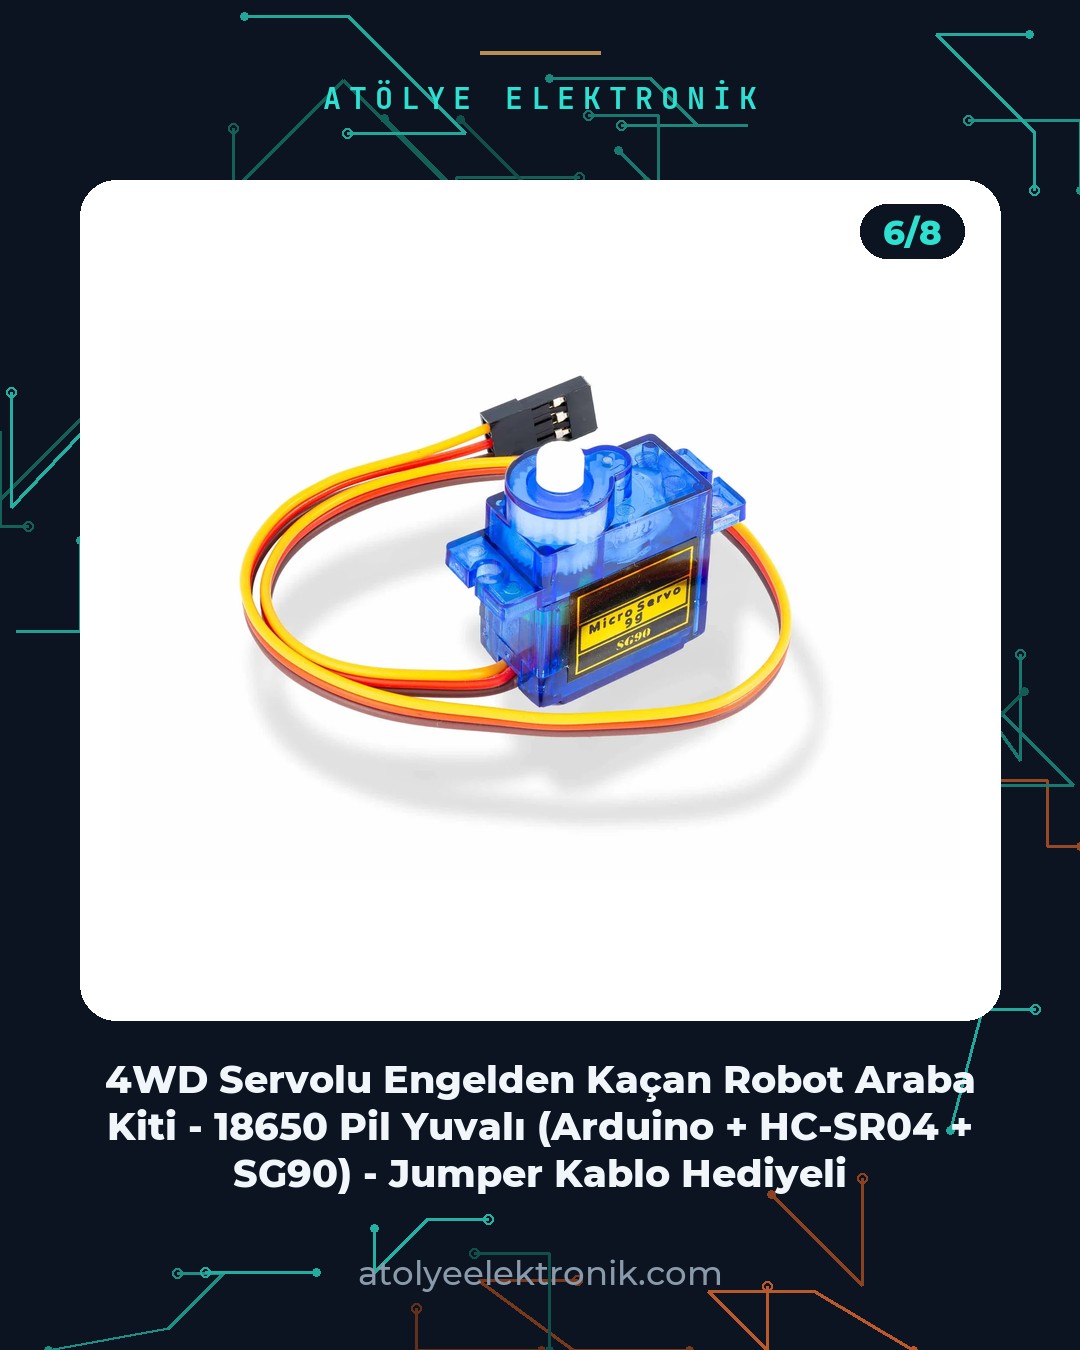 ATÖLYE ELEKTRONİK
6/8
Micro Servo
9g
SG90
4WD Servolu Engelden Kaçan Robot Araba
Kiti - 18650 Pil Yuvalı (Arduino + HC-SR04 +
SG90) - Jumper Kablo Hediyeli
atolyeelektronik.com